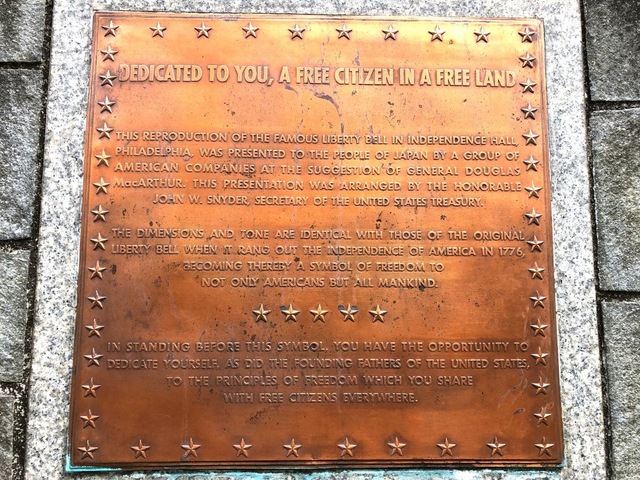 DEDICATED TO YOU, A FREE CITIZEN IN A FREE LAND
THIS REPRODUCTION OF THE FAMOUS LIBERTY BELL IN INDEPENDENCE HALL,
PHILADELPHIA, WAS PRESENTED TO THE PEOPLE OF JAPAN BY A GROUP OF
AMERICAN COMPANIES AT THE SUGGESTION OF GENERAL DOUGLAS
MACARTHUR. THIS PRESENTATION WAS ARRANGED BY THE HONORABLE
JOHN W. SNYDER, SECRETARY OF THE UNITED STATES TREASURY.
THE DIMENSIONS AND TONE ARE IDENTICAL WITH THOSE OF THE ORIGINAL
LIBERTY BELL WHEN IT RANG OUT THE INDEPENDENCE OF AMERICA IN 1776,
BECOMING THEREBY A SYMBOL OF FREEDOM TO
NOT ONLY AMERICANS BUT ALL MANKIND.
IN STANDING BEFORE THIS SYMBOL, YOU HAVE THE OPPORTUNITY TO
DEDICATE YOURSELF, AS DID THE FOUNDING FATHERS OF THE UNITED STATES,
TO THE PRINCIPLES OF FREEDOM WHICH YOU SHARE
WITH FREE CITIZENS EVERYWHERE.